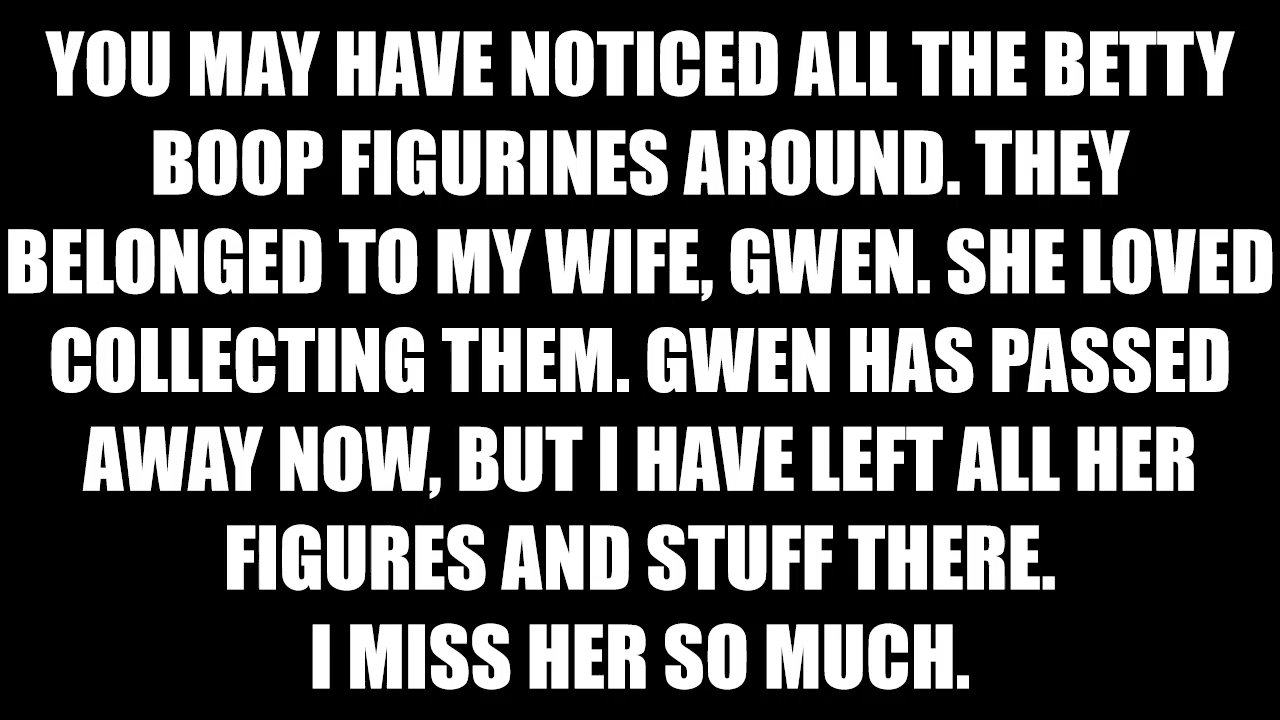 YOU MAY HAVE NOTICED ALL THE BETTY
BOOP FIGURINES AROUND. THEY
BELONGED TO MY WIFE, GWEN. SHE LOVED
COLLECTING THEM. GWEN HAS PASSED
AWAY NOW, BUT I HAVE LEFT ALL HER
FIGURES AND STUFF THERE.
I MISS HER SO MUCH.